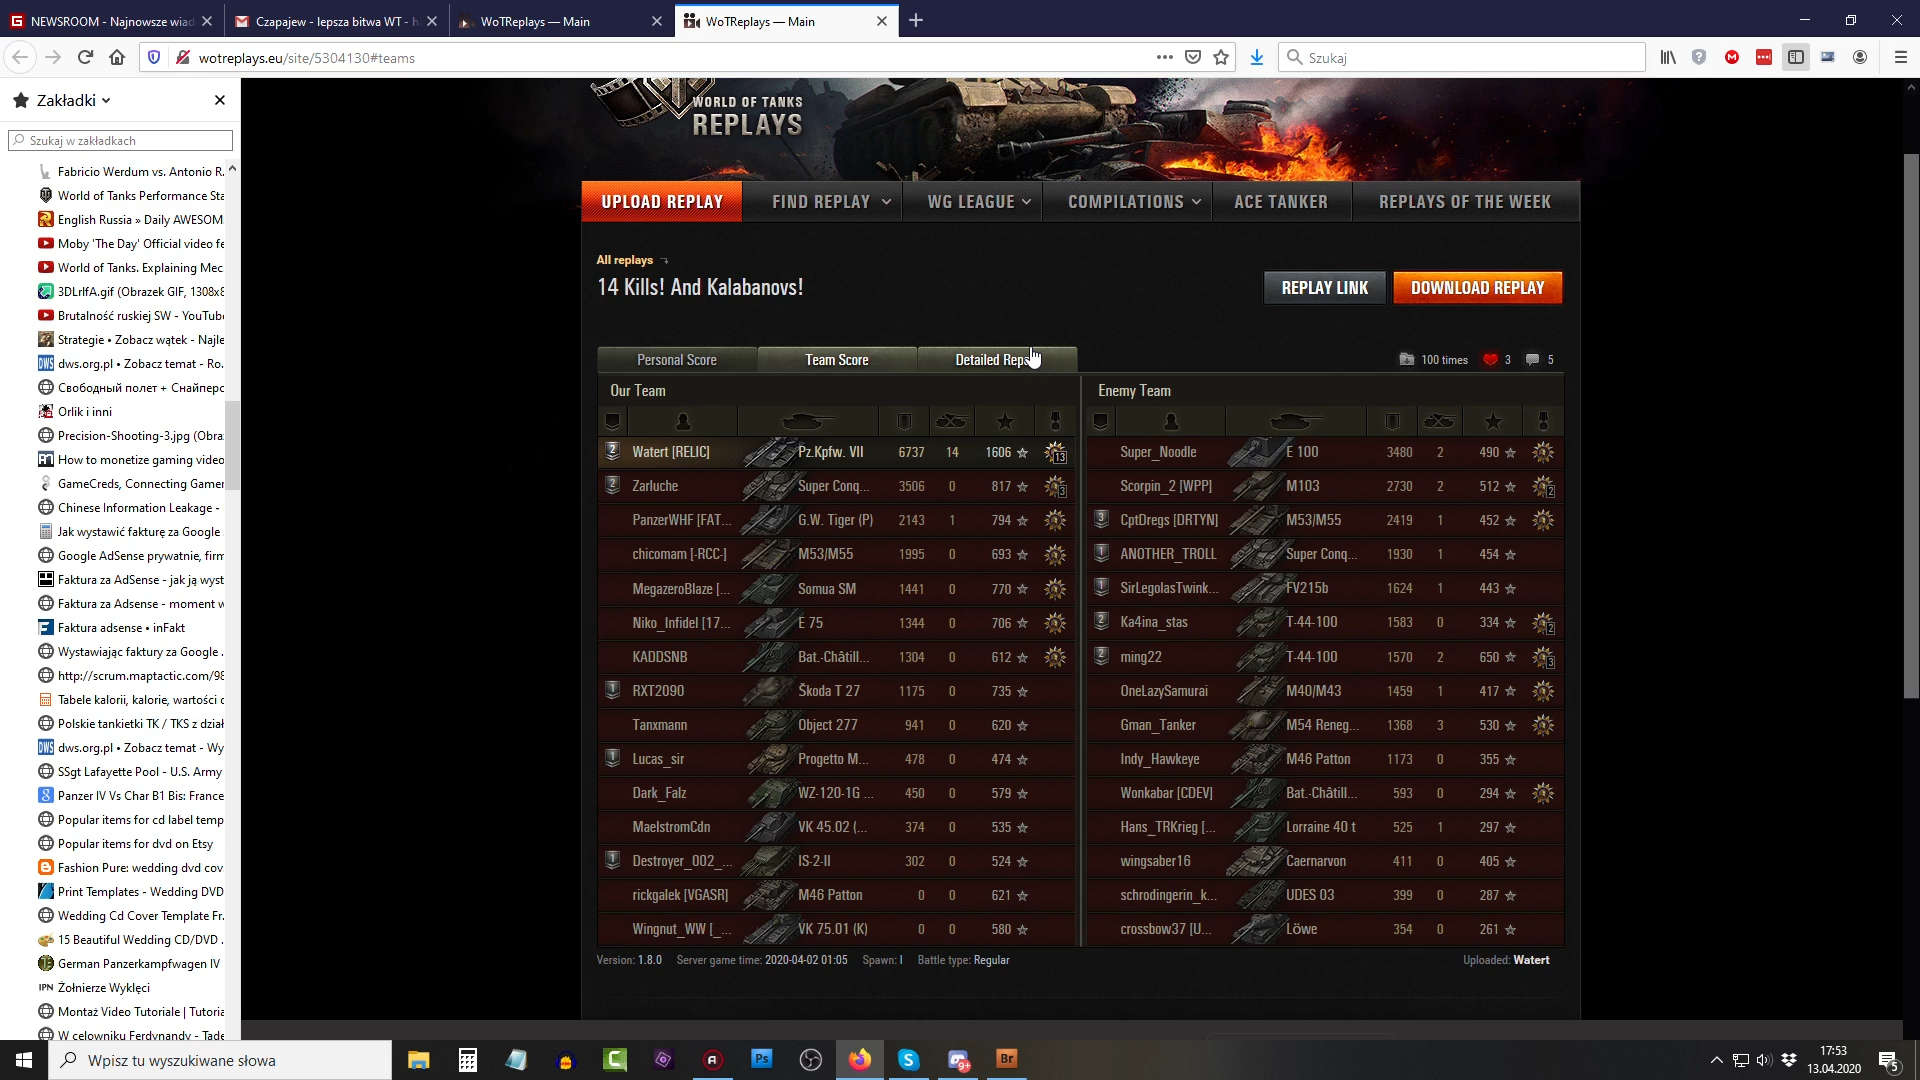 NEWSROOM - Najnowsze wiad
Czapajew - lepsza bitwa WT - h
WoTReplays — Main
WoTReplays — Main
wotreplays.eu/site/5304130#teams
Szukaj
Zakładki
Szukaj w zakładkach
Fabricio Werdum vs. Antonio R.
World of Tanks Performance Sta
English Russia » Daily AWESOM
Moby 'The Day' Official video fe
World of Tanks. Explaining Mec
3DLrlfA.gif (Obrazek GIF, 1308x8
Brutalność ruskiej SW - YouTube
Strategie • Zobacz wątek - Najle
dws.org.pl • Zobacz temat - Ro.
Свободный полет + Снайперс
Orlik i inni
Precision-Shooting-3.jpg (Obra
How to monetize gaming video
GameCreds, Connecting Gamer
Chinese Information Leakage -
Jak wystawić fakturę za Google
Google AdSense prywatnie, firm
Faktura za AdSense - jak ją wyst
Faktura za Adsense - moment w
Faktura adsense • inFakt
Wystawiając faktury za Google .
http://scrum.maptactic.com/98
Tabele kalorii, kalorie, wartości o
Polskie tankietki TK / TKS z dział
dws.org.pl • Zobacz temat - Wy
SSgt Lafayette Pool - U.S. Army
Panzer IV Vs Char B1 Bis: France
Popular items for cd label temp
Popular items for dvd on Etsy
Fashion Pure: wedding dvd cov
Print Templates - Wedding DVD
Wedding Cd Cover Template Fr.
15 Beautiful Wedding CD/DVD .
German Panzerkampfwagen IV
Żołnierze Wyklęci
Montaż Video Tutoriale | Tutoria
W celowniku Ferdynandy - Tade
WORLD OF TANKS
REPLAYS
UPLOAD REPLAY FIND REPLAY WG LEAGUE COMPILATIONS ACE TANKER REPLAYS OF THE WEEK
All replays
14 Kills! And Kalabanovs!
REPLAY LINK DOWNLOAD REPLAY
Personal Score Team Score Detailed Repo
100 times 3 5
Our Team
2 Watert [RELIC] Pz.Kpfw. VII 6737 14 1606 13
2 Zarluche Super Conq... 3506 0 817 3
PanzerWHF [FAT... G.W. Tiger (P) 2143 1 794
chicomam [-RCC-] M53/M55 1995 0 693
MegazeroBlaze [... Somua SM 1441 0 770
Niko_Infidel [17... E 75 1344 0 706
KADDSNB Bat.-Châtill... 1304 0 612
1 RXT2090 Škoda T 27 1175 0 735
Tanxmann Object 277 941 0 620
1 Lucas_sir Progetto M... 478 0 474
Dark_Falz WZ-120-1G ... 450 0 579
MaelstromCdn VK 45.02 (... 374 0 535
1 Destroyer_002_... IS-2-II 302 0 524
rickgalek [VGASR] M46 Patton 0 0 621
Wingnut_WW [_... VK 75.01 (K) 0 0 580
Enemy Team
Super_Noodle E 100 3480 2 490
Scorpin_2 [WPP] M103 2730 2 512 2
3 CptDregs [DRTYN] M53/M55 2419 1 452
1 ANOTHER_TROLL Super Conq... 1930 1 454
1 SirLegolasTwink... FV215b 1624 1 443
2 Ka4ina_stas T-44-100 1583 0 334 2
2 ming22 T-44-100 1570 2 650 3
OneLazySamurai M40/M43 1459 1 417
Gman_Tanker M54 Reneg... 1368 3 530
Indy_Hawkeye M46 Patton 1173 0 355
Wonkabar [CDEV] Bat.-Châtill... 593 0 294
Hans_TRKrieg [... Lorraine 40 t 525 1 297
wingsaber16 Caernarvon 411 0 405
schrodingerin_k... UDES 03 399 0 287
crossbow37 [U... Löwe 354 0 261
Version: 1.8.0 Server game time: 2020-04-02 01:05 Spawn: I Battle type: Regular
Uploaded: Watert
Wpisz tu wyszukiwane słowa
Ps
Br
9+
17:53
13.04.2020
5